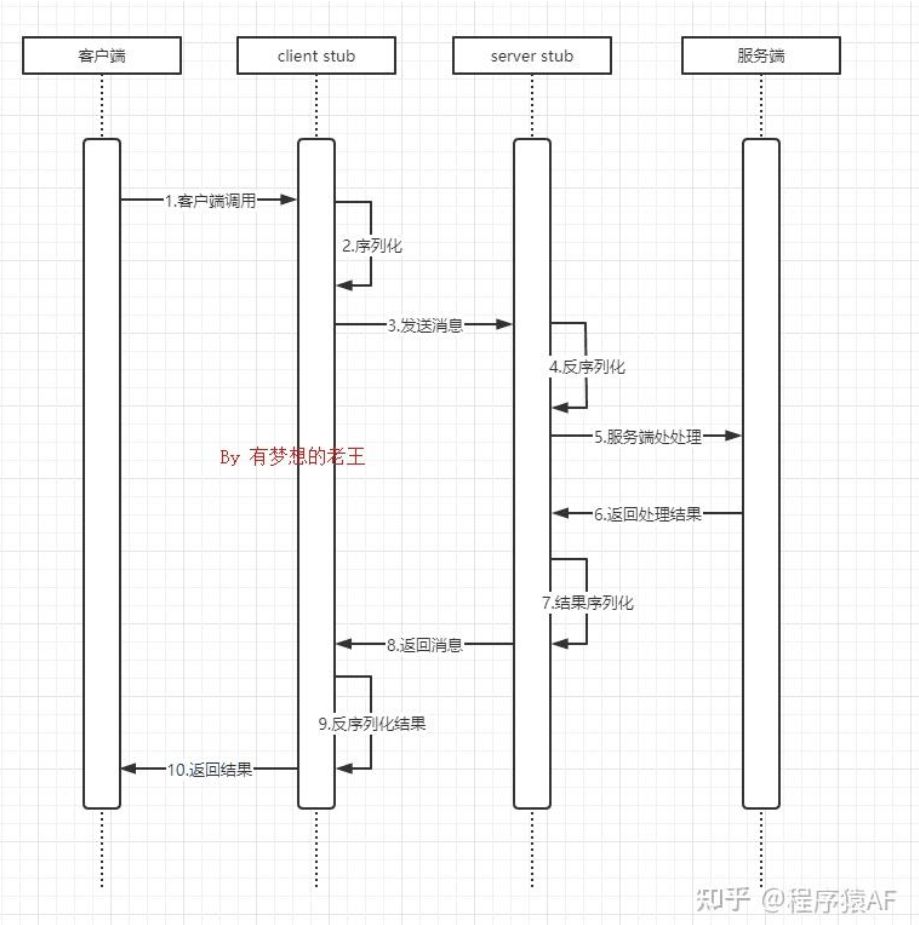 客户端
client stub
server stub
服务端
1.客户端调用
2.序列化
3.发送消息
4.反序列化
5.服务端处处理
By 有梦想的老王
6.返回处理结果
7.结果序列化
8.返回消息
9.反序列化结果
10.返回结果
知乎 @程序猿AF